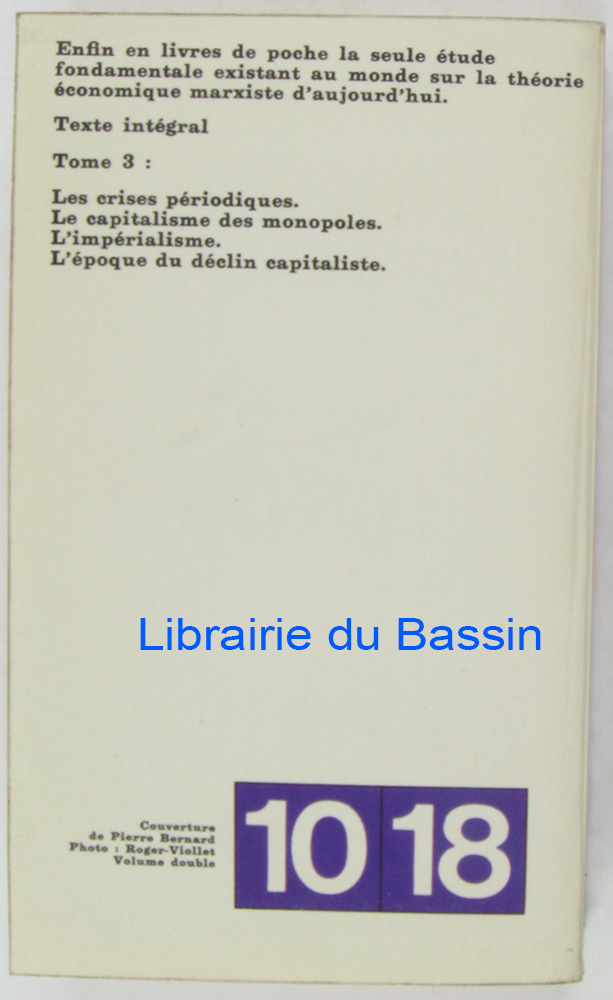 Enfin en livres de poche la seule étude
fondamentale existant au monde sur la théorie
économique marxiste d'aujourd'hui.
Texte intégral
Tome 3 :
Les crises périodiques.
Le capitalisme des monopoles.
L'impérialisme.
L'époque du déclin capitaliste.
Librairie du Bassin
Couverture
de Pierre Bernard
Photo : Roger-Viollet
Volume double
10 18